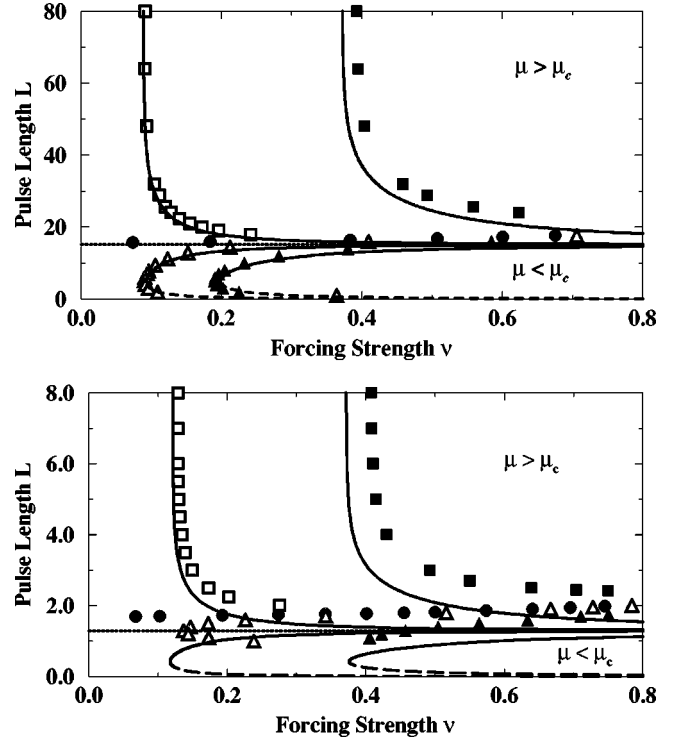 80
60
40
20
0
Pulse Length L
μ > μc
μ < μc
0.0 0.2 0.4 0.6 0.8
Forcing Strength ν
8.0
6.0
4.0
2.0
0.0
Pulse Length L
μ > μc
μ < μc
0.0 0.2 0.4 0.6 0.8
Forcing Strength ν